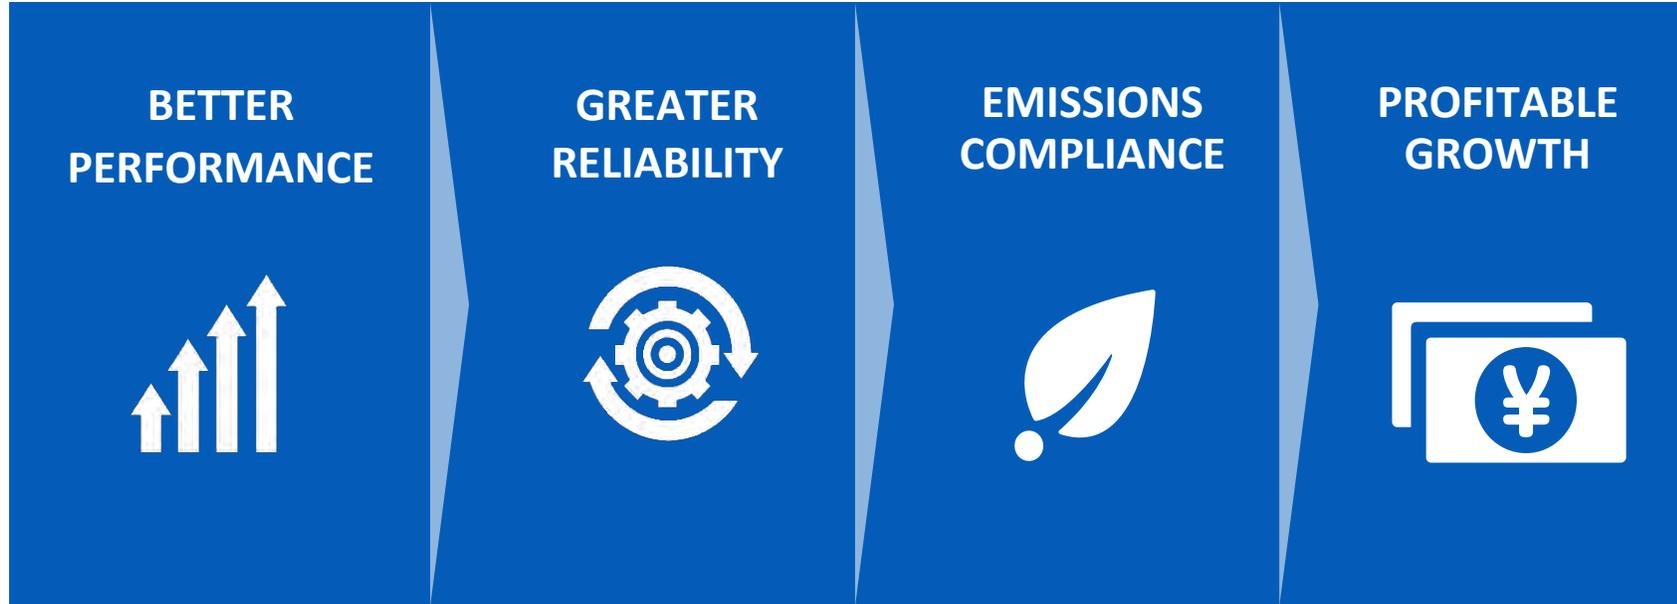 BETTER
PERFORMANCE
GREATER
RELIABILITY
EMISSIONS
COMPLIANCE
PROFITABLE
GROWTH
¥